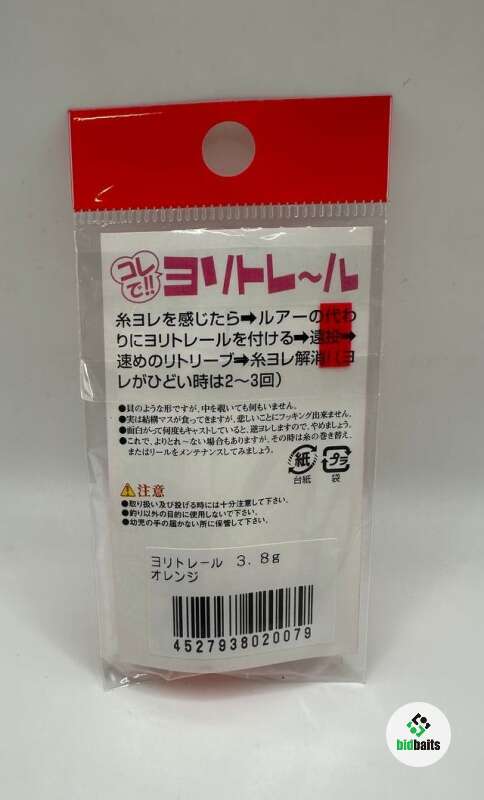 コレで!!
ヨリトレ～ル
糸ヨレを感じたら➡ルアーの代わ
りにヨリトレールを付ける➡遠投➡
速めのリトリーブ➡糸ヨレ解消!(ヨ
レがひどい時は2～3回)
●貝のような形ですが、中を覗いても何もいません。
●実は結構マスが食ってきますが、悲しいことにフッキング出来ません。
●面白がって何度もキャストしていると、逆ヨレしますので、やめましょう。
●これで、よりとれ～ない場合もありますが、その時は糸の巻き替え、
またはリールをメンテナンスしてみましょう。
紙
台紙
プラ
袋
⚠注意
●取り扱い及び投げる時には十分注意して下さい。
●釣り以外の目的に使用しないで下さい。
●幼児の手の届かない所に保管して下さい。
ヨリトレール 3.8g
オレンジ
4527938020079
bidbaits